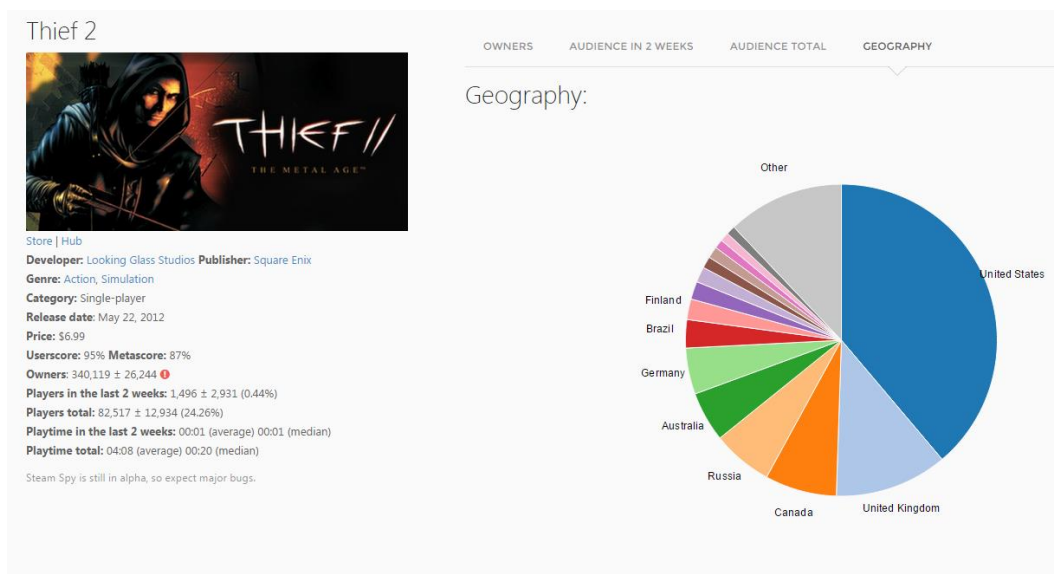 Thief 2
THIEF II
THE METAL AGE™
Store | Hub
Developer: Looking Glass Studios Publisher: Square Enix
Genre: Action, Simulation
Category: Single-player
Release date: May 22, 2012
Price: $6.99
Userscore: 95% Metascore: 87%
Owners: 340,119 ± 26,244
Players in the last 2 weeks: 1,496 ± 2,931 (0.44%)
Players total: 82,517 ± 12,934 (24.26%)
Playtime in the last 2 weeks: 00:01 (average) 00:01 (median)
Playtime total: 04:08 (average) 00:20 (median)
Steam Spy is still in alpha, so expect major bugs.
OWNERS AUDIENCE IN 2 WEEKS AUDIENCE TOTAL GEOGRAPHY
Geography:
Other
United States
Finland
Brazil
Germany
Australia
Russia
Canada
United Kingdom